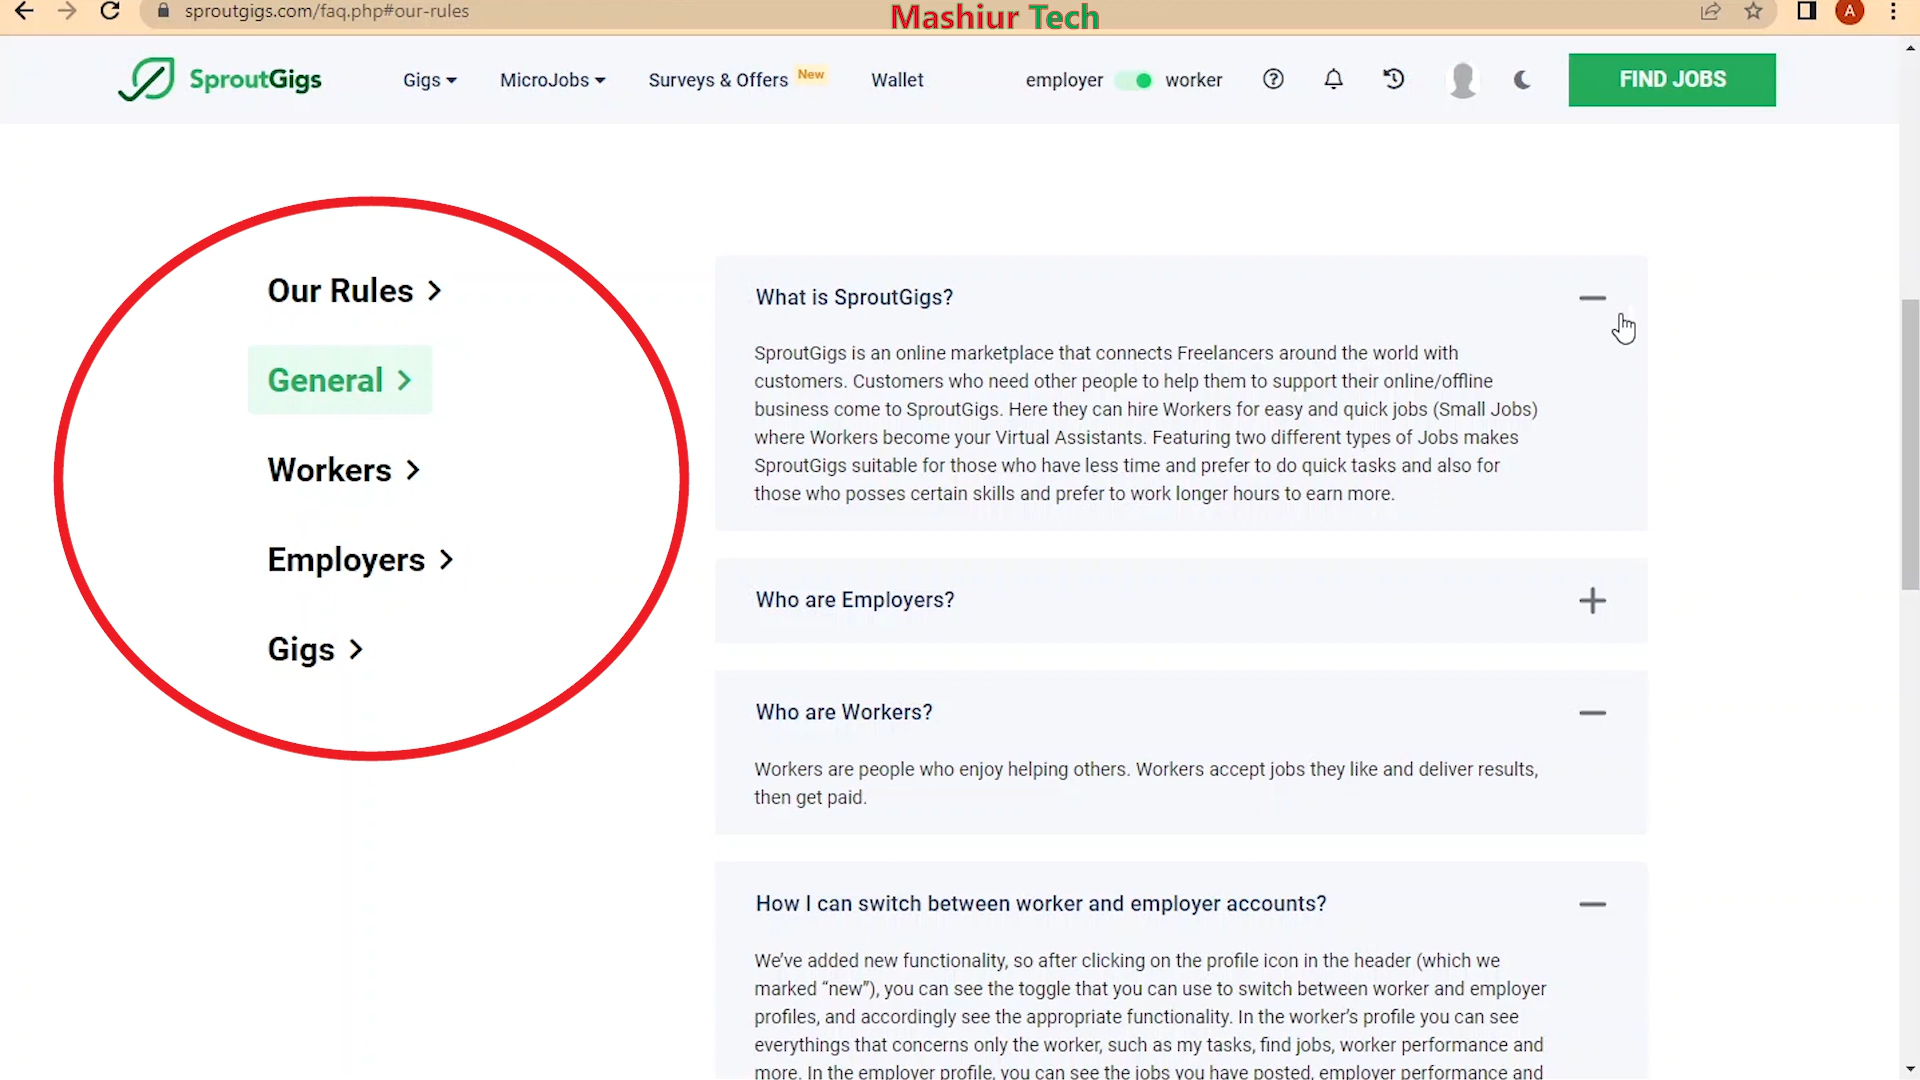 sproutgigs.com/faq.php#our-rules
Mashiur Tech
A
SproutGigs
Gigs
MicroJobs
Surveys & Offers
New
Wallet
employer
worker
FIND JOBS
Our Rules
General
Workers
Employers
Gigs
What is SproutGigs?
SproutGigs is an online marketplace that connects Freelancers around the world with
customers. Customers who need other people to help them to support their online/offline
business come to SproutGigs. Here they can hire Workers for easy and quick jobs (Small Jobs)
where Workers become your Virtual Assistants. Featuring two different types of Jobs makes
SproutGigs suitable for those who have less time and prefer to do quick tasks and also for
those who posses certain skills and prefer to work longer hours to earn more.
Who are Employers?
Who are Workers?
Workers are people who enjoy helping others. Workers accept jobs they like and deliver results,
then get paid.
How I can switch between worker and employer accounts?
We’ve added new functionality, so after clicking on the profile icon in the header (which we
marked “new”), you can see the toggle that you can use to switch between worker and employer
profiles, and accordingly see the appropriate functionality. In the worker’s profile you can see
everythings that concerns only the worker, such as my tasks, find jobs, worker performance and
more. In the employer profile, you can see the jobs you have posted, employer performance and